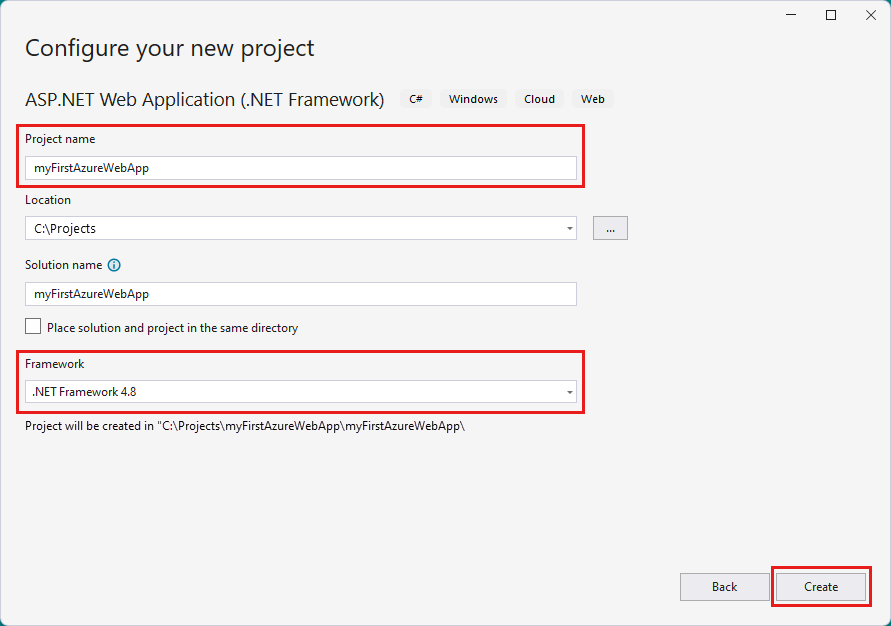 Configure your new project
ASP.NET Web Application (.NET Framework) C# Windows Cloud Web
Project name
myFirstAzureWebApp
Location
C:\Projects
...
Solution name
myFirstAzureWebApp
Place solution and project in the same directory
Framework
.NET Framework 4.8
Project will be created in "C:\Projects\myFirstAzureWebApp\myFirstAzureWebApp\
Back Create